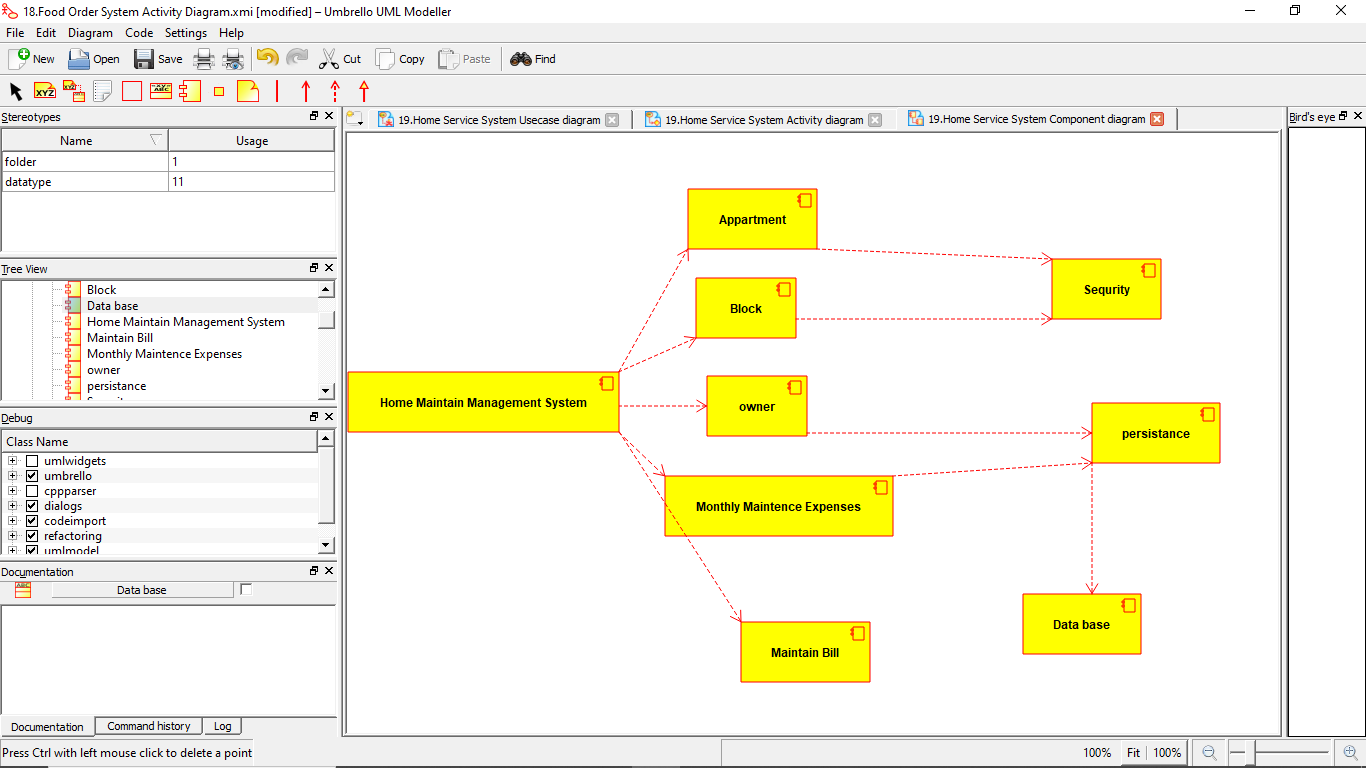 18.Food Order System Activity Diagram.xmi [modified] – Umbrello UML Modeller
File Edit Diagram Code Settings Help
New Open Save Cut Copy Paste Find
XYZ XYZ XY ABC
Stereotypes
Name Usage
folder 1
datatype 11
Tree View
Block
Data base
Home Maintain Management System
Maintain Bill
Monthly Maintence Expenses
owner
persistance
Debug
Class Name
umlwidgets
umbrello
cppparser
dialogs
codeimport
refactoring
umlmodel
Documentation
ABC Data base
Documentation Command history Log
Press Ctrl with left mouse click to delete a point
19.Home Service System Usecase diagram
19.Home Service System Activity diagram
19.Home Service System Component diagram
Appartment
Block
Sequrity
Home Maintain Management System
owner
persistance
Monthly Maintence Expenses
Data base
Maintain Bill
Bird's eye
100% Fit 100%